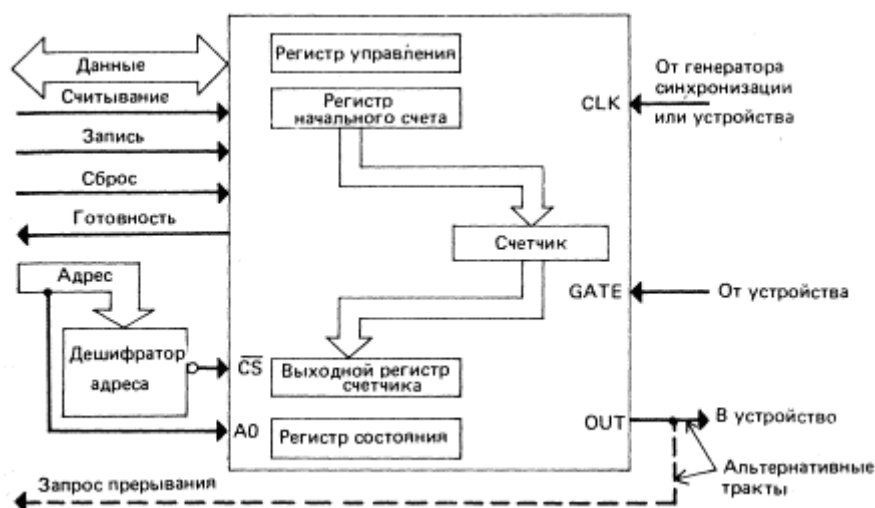 Данные
Считывание
Запись
Сброс
Готовность
Адрес
Дешифратор
адреса
Регистр управления
Регистр
начального счета
Счетчик
Выходной регистр
счетчика
Регистр состояния
CS
A0
CLK
GATE
OUT
От генератора
синхронизации
или устройства
От устройства
В устройство
Альтернативные
тракты
Запрос прерывания